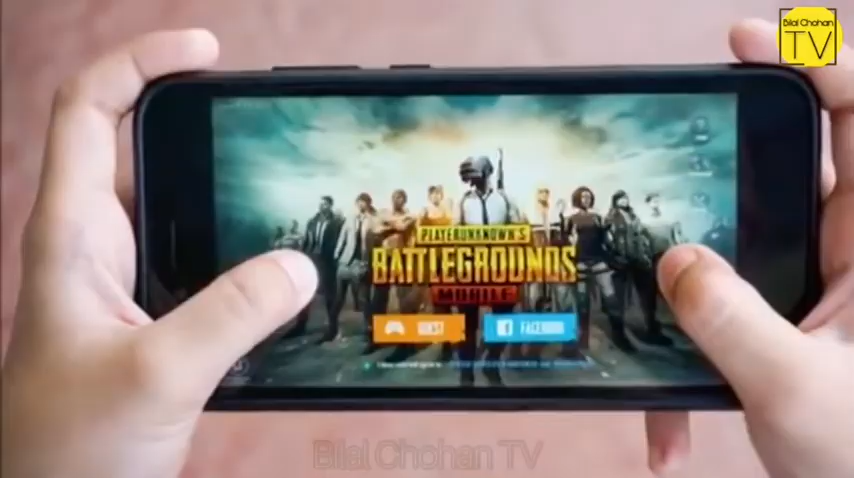 Bilal Chohan
TV
PLAYERUNKNOWN'S
BATTLEGROUNDS
MOBILE
GUEST
FACEBOOK
Bilal Chohan TV